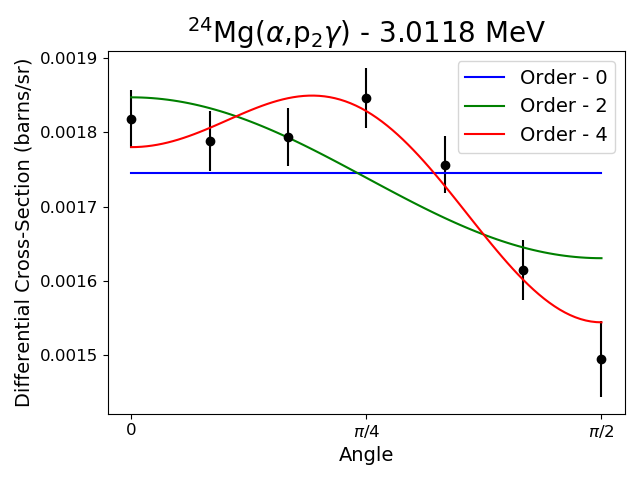 ²⁴Mg(α,p₂γ) - 3.0118 MeV
Order - 0
Order - 2
Order - 4
Differential Cross-Section (barns/sr)
0.0019
0.0018
0.0017
0.0016
0.0015
0 π/4 π/2
Angle